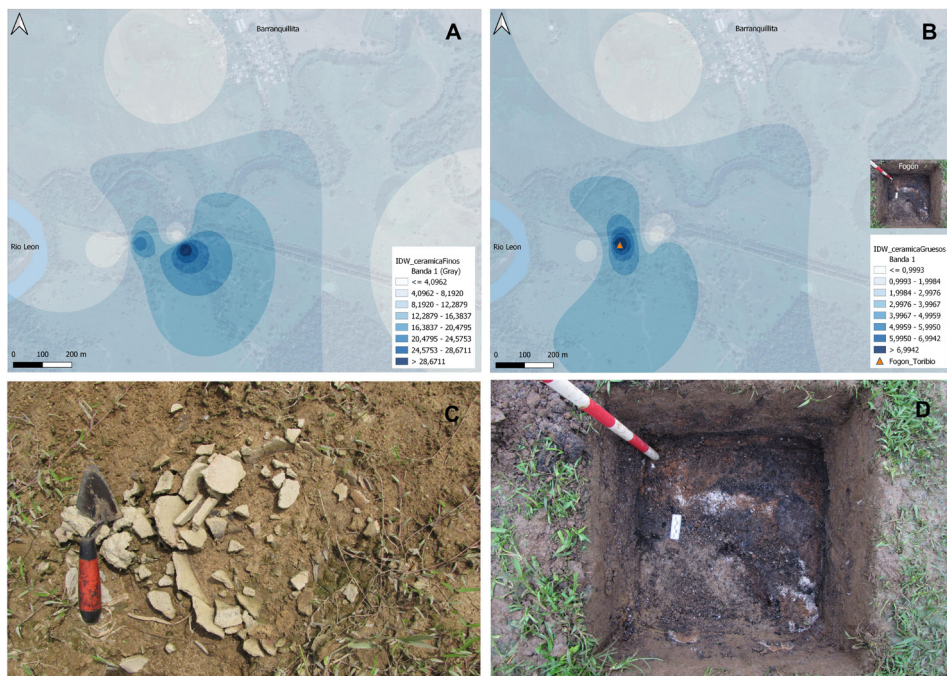 A
Barranquillita
Rio Leon
IDW_ceramicaFinos
Banda 1 (Gray)
<= 4,0962
4,0962 - 8,1920
8,1920 - 12,2879
12,2879 - 16,3837
16,3837 - 20,4795
20,4795 - 24,5753
24,5753 - 28,6711
> 28,6711
0 100 200 m
B
Barranquillita
Fogón
Rio Leon
IDW_ceramicaGruesos
Banda 1
<= 0,9993
0,9993 - 1,9984
1,9984 - 2,9976
2,9976 - 3,9967
3,9967 - 4,9959
4,9959 - 5,9950
5,9950 - 6,9942
> 6,9942
Fogon_Toribio
0 100 200 m
C
D